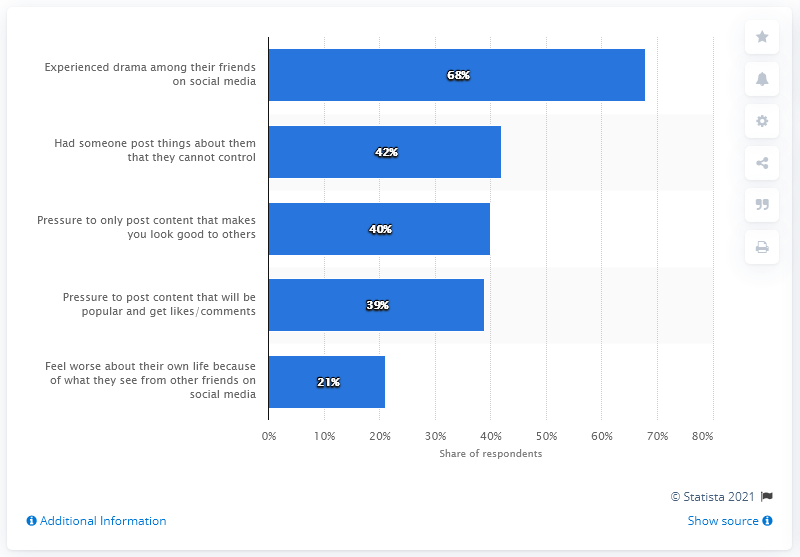 Experienced drama among their friends
on social media
68%
Had someone post things about them
that they cannot control
42%
Pressure to only post content that makes
you look good to others
40%
Pressure to post content that will be
popular and get likes/comments
39%
Feel worse about their own life because
of what they see from other friends on
social media
21%
0% 10% 20% 30% 40% 50% 60% 70% 80%
Share of respondents
© Statista 2021
Additional Information
Show source